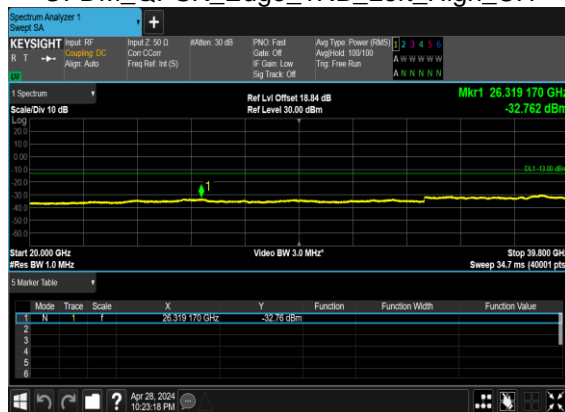 Spectrum Analyzer 1
Swept SA
+
KEYSIGHT Input: RF
R T Coupling: DC
Align: Auto
LU
Input Z: 50 Ω
Corr CCorr
Freq Ref: Int (S)
#Atten: 30 dB
PNO: Fast
Gate: Off
IF Gain: Low
Sig Track: Off
Avg Type: Power (RMS)
Avg|Hold: 100/100
Trig: Free Run
1 2 3 4 5 6
A W W W W W
A N N N N N
1 Spectrum
Scale/Div 10 dB
Ref Lvl Offset 18.84 dB
Ref Level 30.00 dBm
Mkr1 26.319 170 GHz
-32.762 dBm
Log
20.0
10.0
0.00
-10.0
-20.0
-30.0
-40.0
-50.0
-60.0
DL1 -13.00 dBm
1
Start 20.000 GHz
#Res BW 1.0 MHz
Video BW 3.0 MHz*
Stop 39.800 GHz
Sweep 34.7 ms (40001 pts)
5 Marker Table
Mode Trace Scale X Y Function Function Width Function Value
1 N 1 f 26.319 170 GHz -32.76 dBm
2
3
4
5
6
?
Apr 28, 2024
10:23:18 PM